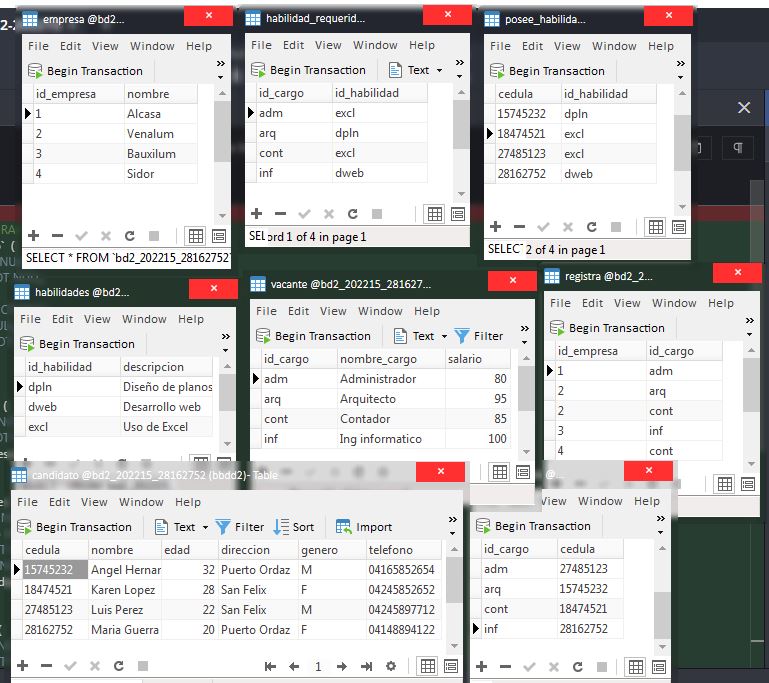 empresa @bd2...
File Edit View Window Help
Begin Transaction
id_empresa nombre
1 Alcasa
2 Venalum
3 Bauxilum
4 Sidor
SELECT * FROM `bd2_202215_28162752`
habilidad_requerid...
File Edit View Window Help
Begin Transaction Text
id_cargo id_habilidad
adm excl
arq dpln
cont excl
inf dweb
SEL ord 1 of 4 in page 1
posee_habilida...
File Edit View Window Help
Begin Transaction
cedula id_habilidad
15745232 dpln
18474521 excl
27485123 excl
28162752 dweb
SELECT 2 of 4 in page 1
habilidades @bd2...
File Edit View Window Help
Begin Transaction
id_habilidad descripcion
dpln Diseño de planos
dweb Desarrollo web
excl Uso de Excel
vacante @bd2_202215_281627...
File Edit View Window Help
Begin Transaction Text Filter
id_cargo nombre_cargo salario
adm Administrador 80
arq Arquitecto 95
cont Contador 85
inf Ing informatico 100
registra @bd2_2...
File Edit View Window Help
Begin Transaction
id_empresa id_cargo
1 adm
2 arq
2 cont
3 inf
4 cont
candidato @bd2_202215_28162752 (bbdd2)- Table
File Edit View Window Help
Begin Transaction Text Filter Sort Import
cedula nombre edad direccion genero telefono
15745232 Angel Hernar 32 Puerto Ordaz M 04165852654
18474521 Karen Lopez 28 San Felix F 04245852652
27485123 Luis Perez 22 San Felix M 04245897712
28162752 Maria Guerra 20 Puerto Ordaz F 04148894122
1
@...
View Window Help
Begin Transaction
id_cargo cedula
adm 27485123
arq 15745232
cont 18474521
inf 28162752